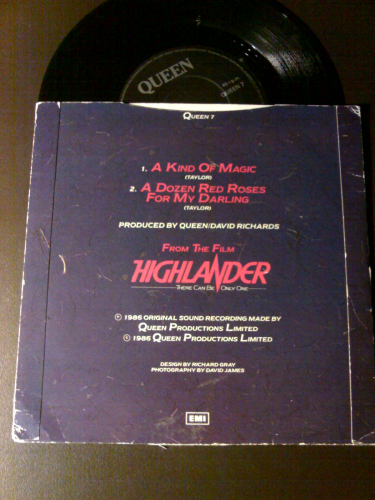 QUEEN
QUEEN 7
QUEEN 7
1. A KIND OF MAGIC
(TAYLOR)
2. A DOZEN RED ROSES
FOR MY DARLING......
(TAYLOR)
PRODUCED BY QUEEN/DAVID RICHARDS
FROM THE FILM
HIGHLANDER
THERE CAN BE ONLY ONE
℗ 1986 ORIGINAL SOUND RECORDING MADE BY
QUEEN PRODUCTIONS LIMITED
© 1986 QUEEN PRODUCTIONS LIMITED
DESIGN BY RICHARD GRAY
PHOTOGRAPHY BY DAVID JAMES
EMI